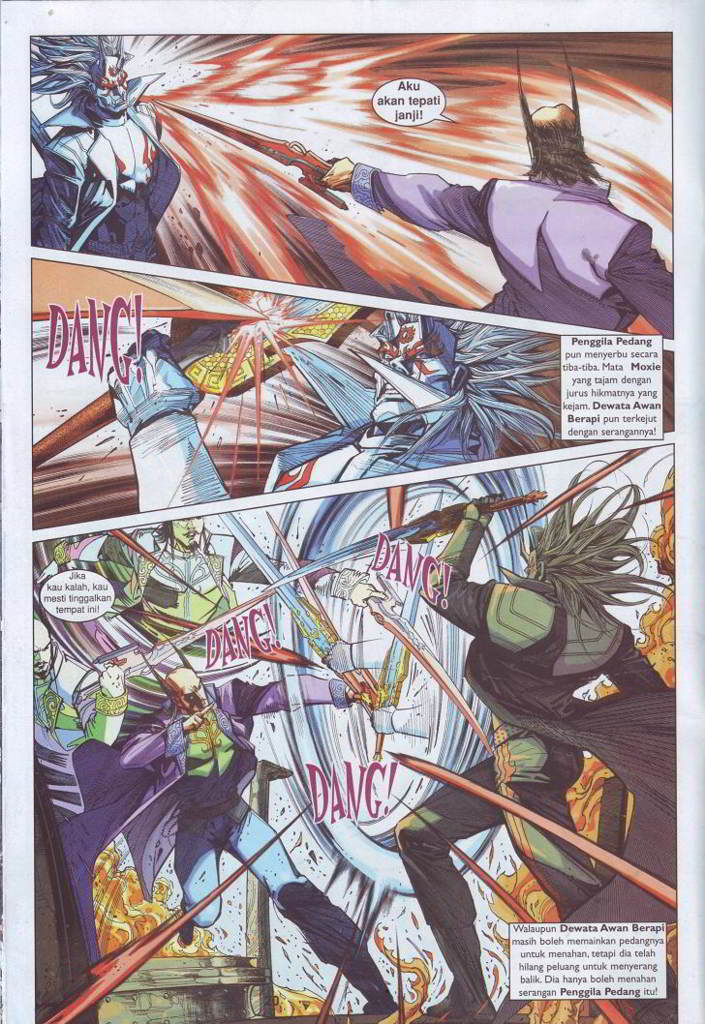 Aku
akan tepati
janji!
DANG!
Penggila Pedang
pun menyerbu secara
tiba-tiba. Mata Moxie
yang tajam dengan
jurus hikmatnya yang
kejam. Dewata Awan
Berapi pun terkejut
dengan serangannya!
Jika
kau kalah, kau
mesti tinggalkan
tempat ini!
DANG!
DANG!
DANG!
Walaupun Dewata Awan Berapi
masih boleh memainkan pedangnya
untuk menahan, tetapi dia telah
hilang peluang untuk menyerang
balik. Dia hanya boleh menahan
serangan Penggila Pedang itu!